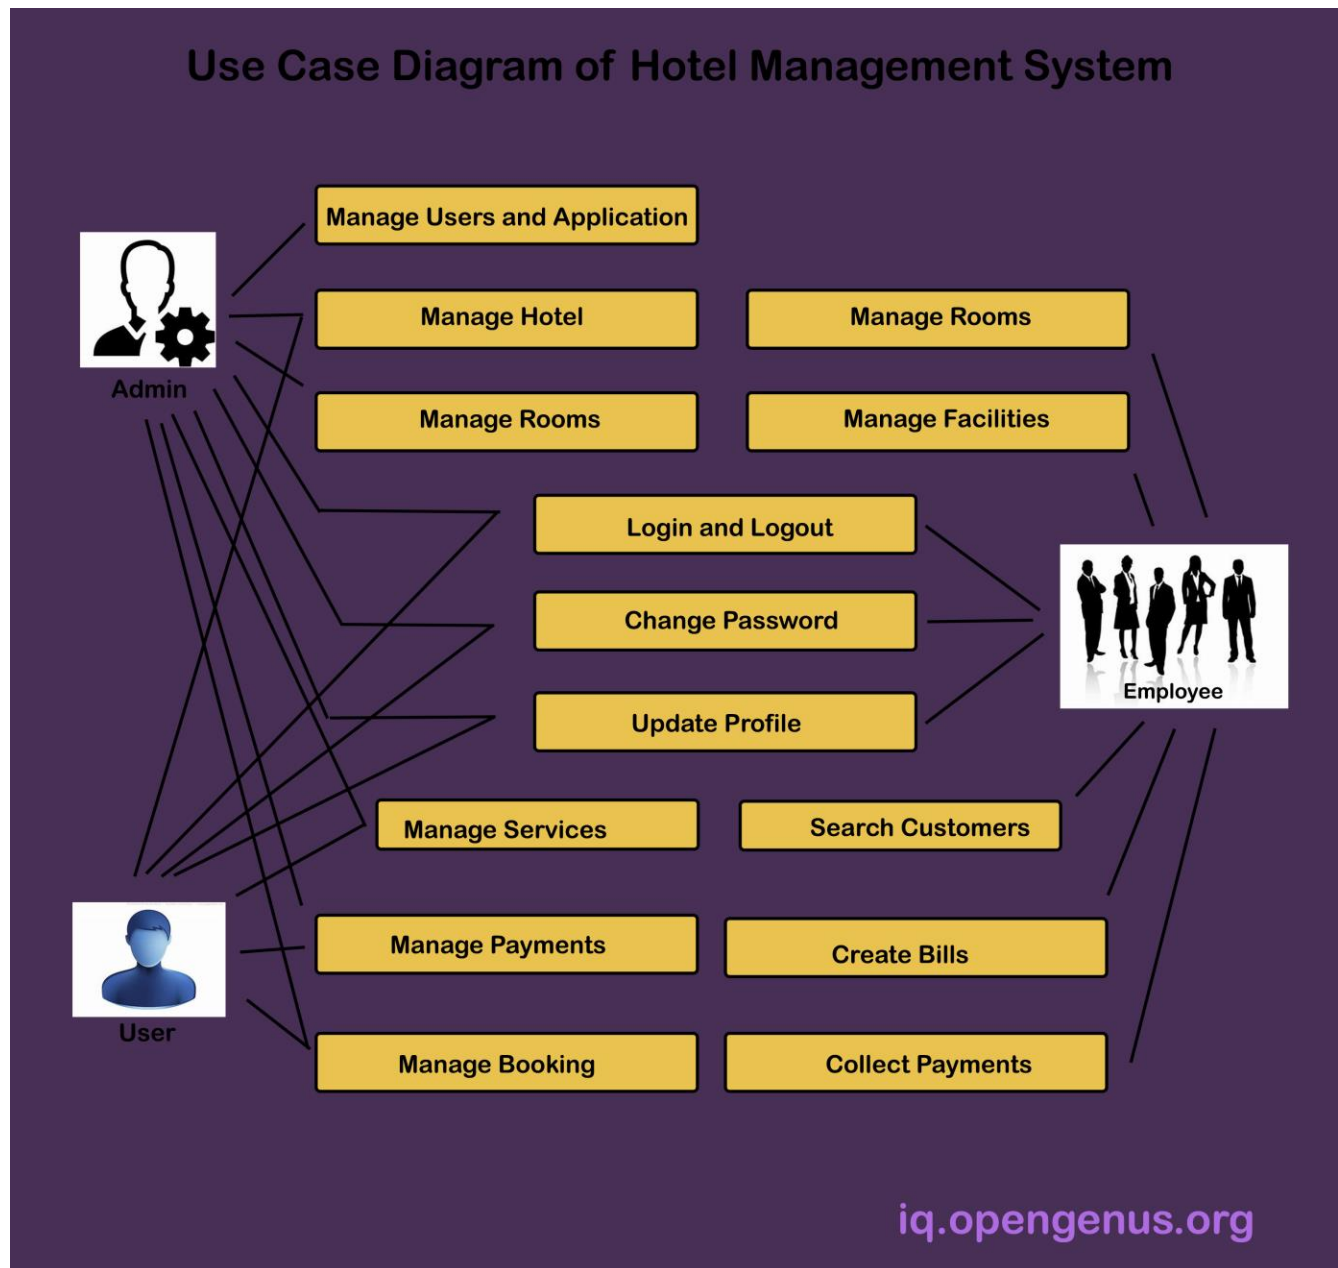 Use Case Diagram of Hotel Management System
Manage Users and Application
Manage Hotel
Manage Rooms
Admin
Manage Rooms
Manage Facilities
Login and Logout
Change Password
Employee
Update Profile
Manage Services
Search Customers
Manage Payments
Create Bills
User
Manage Booking
Collect Payments
iq.opengenus.org